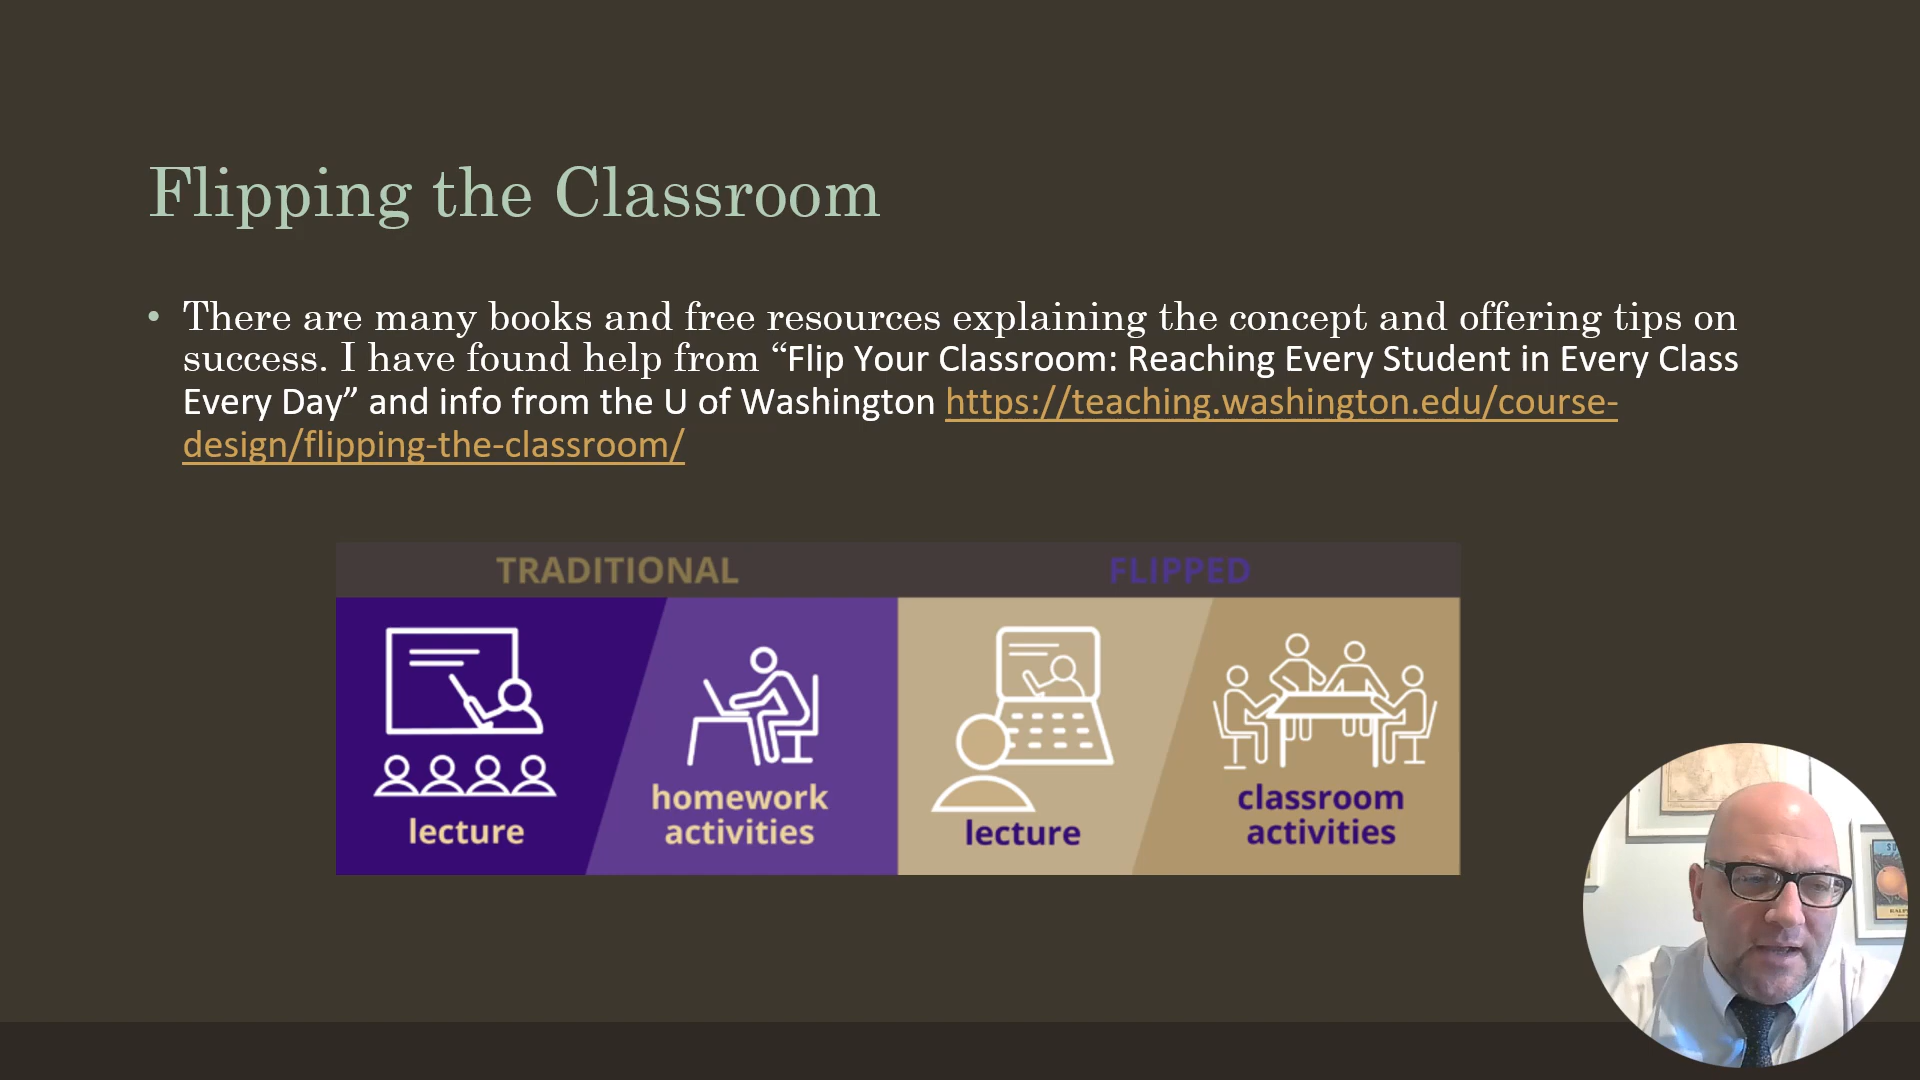 Flipping the Classroom
• There are many books and free resources explaining the concept and offering tips on
success. I have found help from “Flip Your Classroom: Reaching Every Student in Every Class
Every Day” and info from the U of Washington https://teaching.washington.edu/course-
design/flipping-the-classroom/
TRADITIONAL
FLIPPED
lecture
homework
activities
lecture
classroom
activities